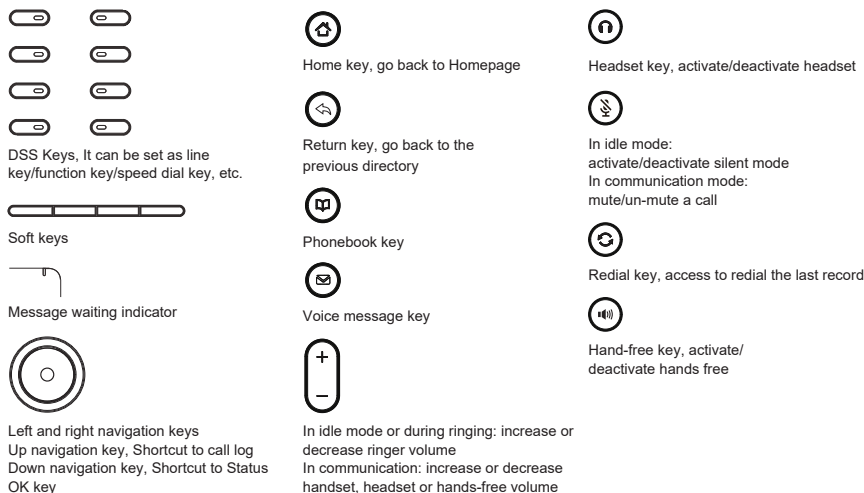 DSS Keys, It can be set as line
key/function key/speed dial key, etc.
Soft keys
Message waiting indicator
Left and right navigation keys
Up navigation key, Shortcut to call log
Down navigation key, Shortcut to Status
OK key
Home key, go back to Homepage
Return key, go back to the
previous directory
Phonebook key
Voice message key
+
−
In idle mode or during ringing: increase or
decrease ringer volume
In communication: increase or decrease
handset, headset or hands-free volume
Headset key, activate/deactivate headset
In idle mode:
activate/deactivate silent mode
In communication mode:
mute/un-mute a call
Redial key, access to redial the last record
Hand-free key, activate/
deactivate hands free